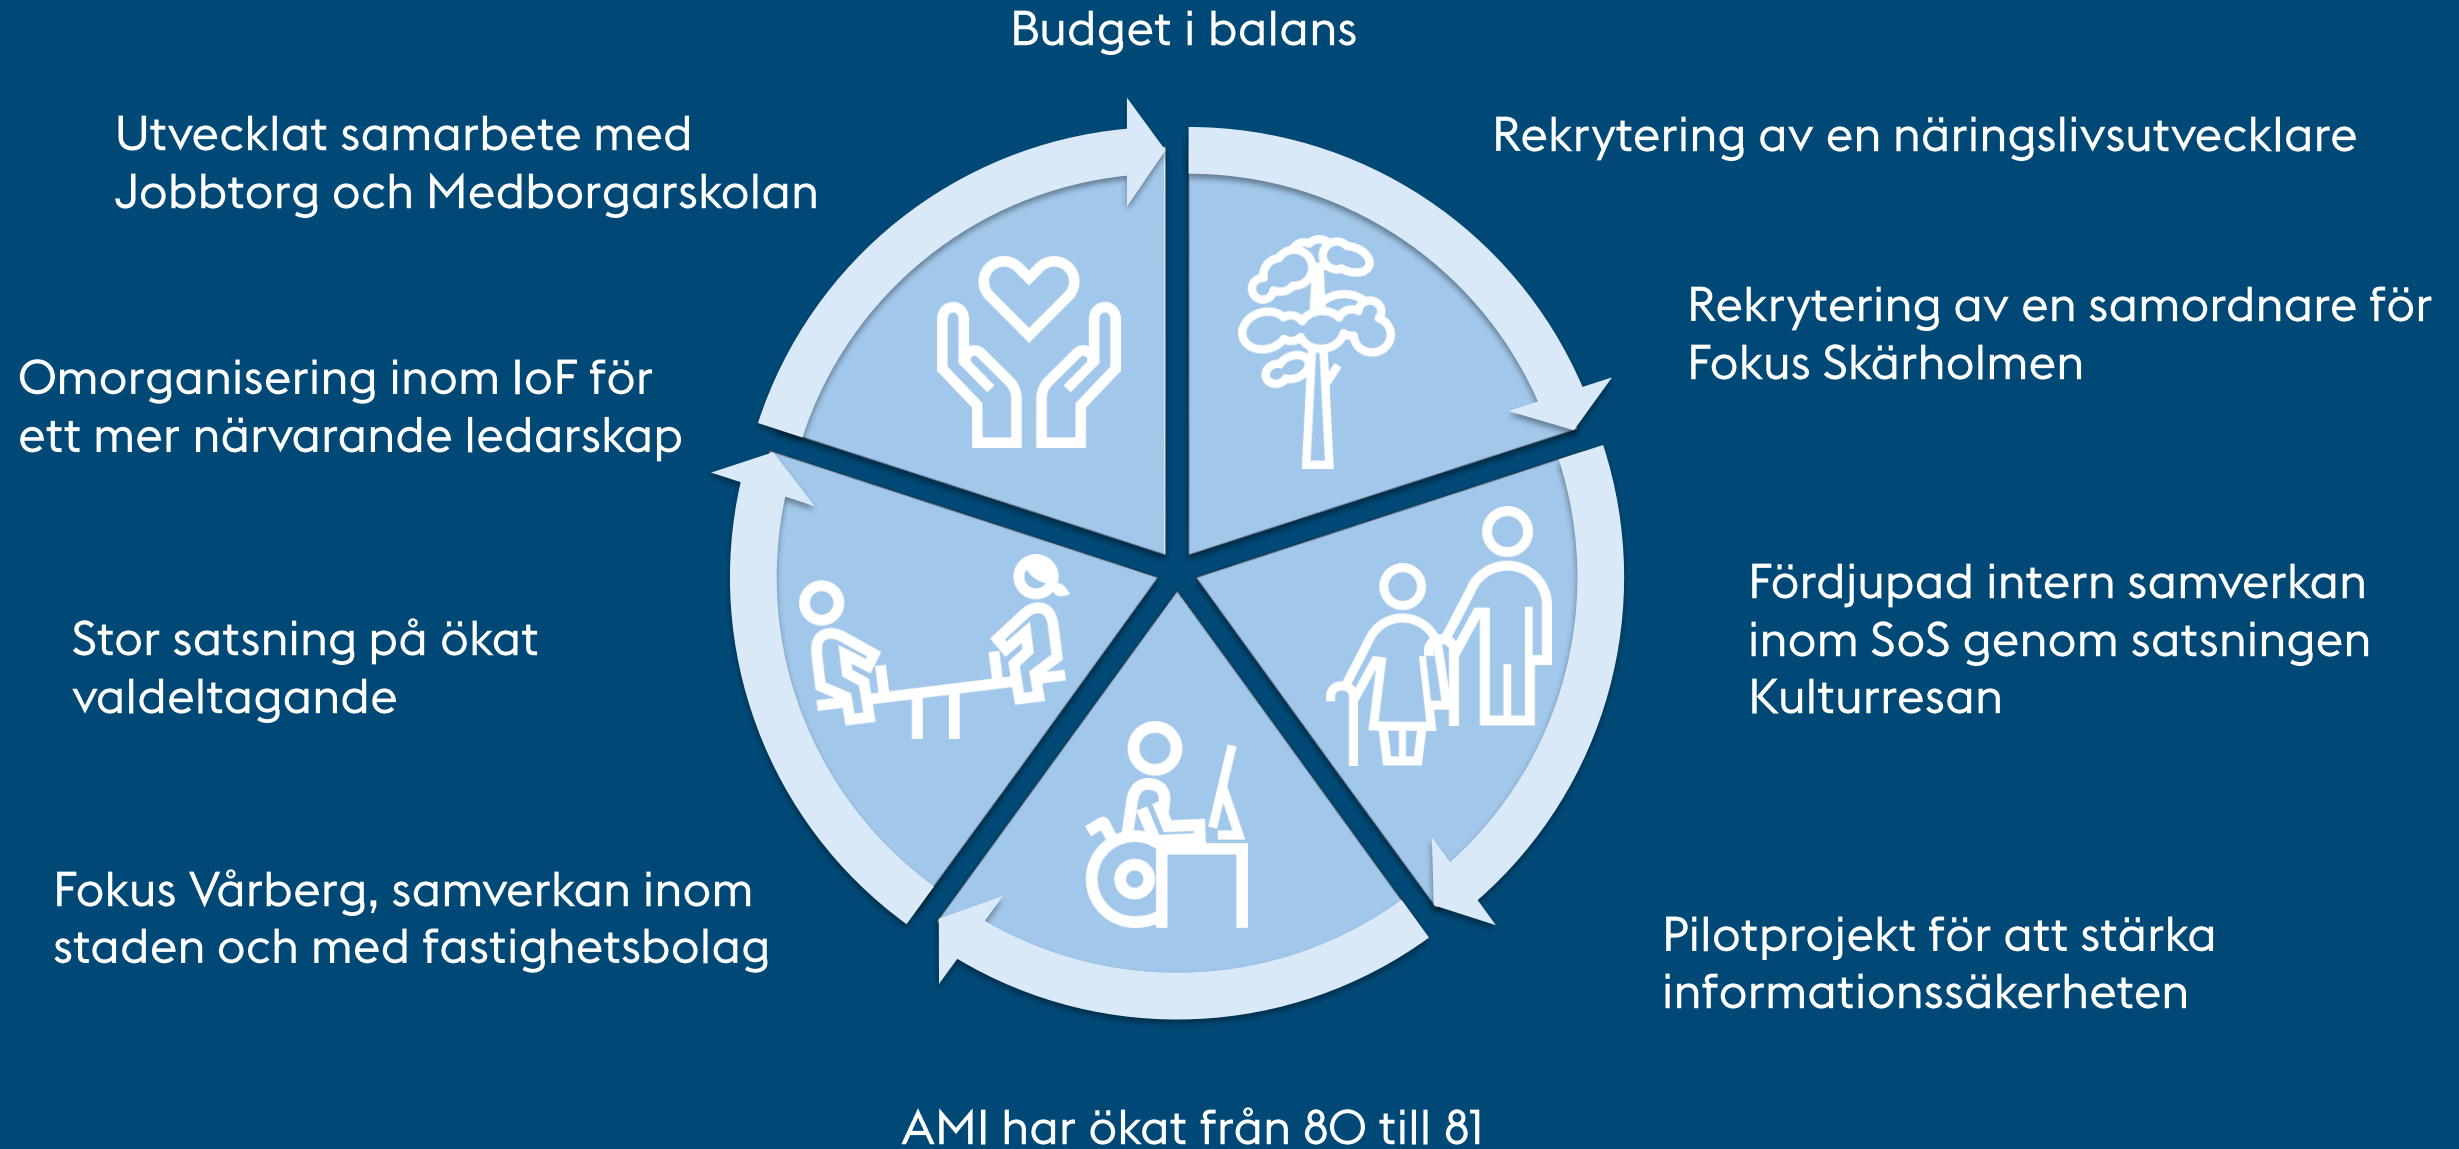 Budget i balans
Rekrytering av en näringslivsutvecklare
Rekrytering av en samordnare för
Fokus Skärholmen
Fördjupad intern samverkan
inom SoS genom satsningen
Kulturresan
Pilotprojekt för att stärka
informationssäkerheten
AMI har ökat från 80 till 81
Fokus Vårberg, samverkan inom
staden och med fastighetsbolag
Stor satsning på ökat
valdeltagande
Omorganisering inom IoF för
ett mer närvarande ledarskap
Utvecklat samarbete med
Jobbtorg och Medborgarskolan